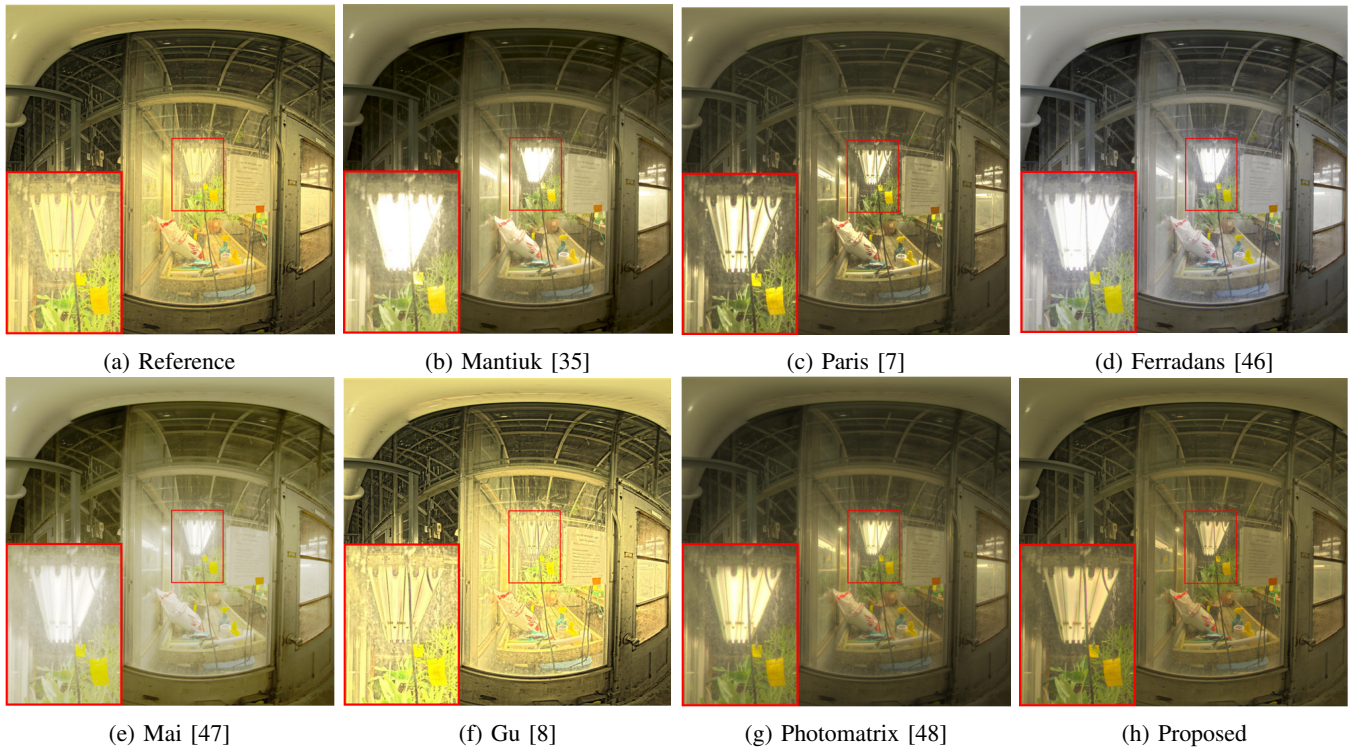 (a) Reference
(b) Mantiuk [35]
(c) Paris [7]
(d) Ferradans [46]
(e) Mai [47]
(f) Gu [8]
(g) Photomatrix [48]
(h) Proposed